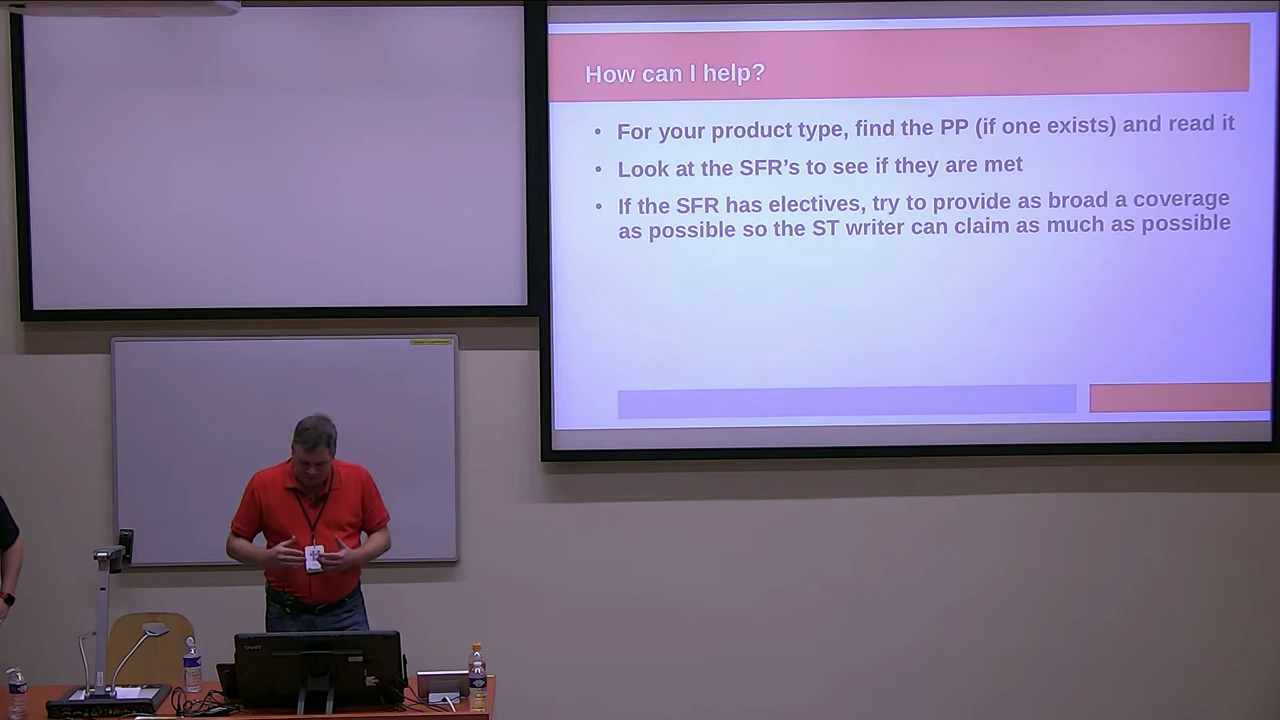 How can I help?
• For your product type, find the PP (if one exists) and read it
• Look at the SFR's to see if they are met
• If the SFR has electives, try to provide as broad a coverage
as possible so the ST writer can claim as much as possible